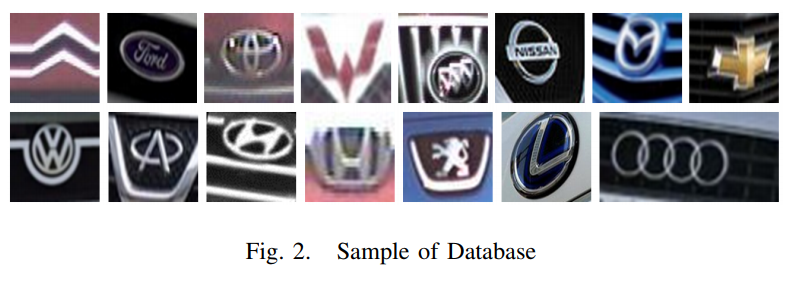 Ford
NISSAN
Fig. 2. Sample of Database